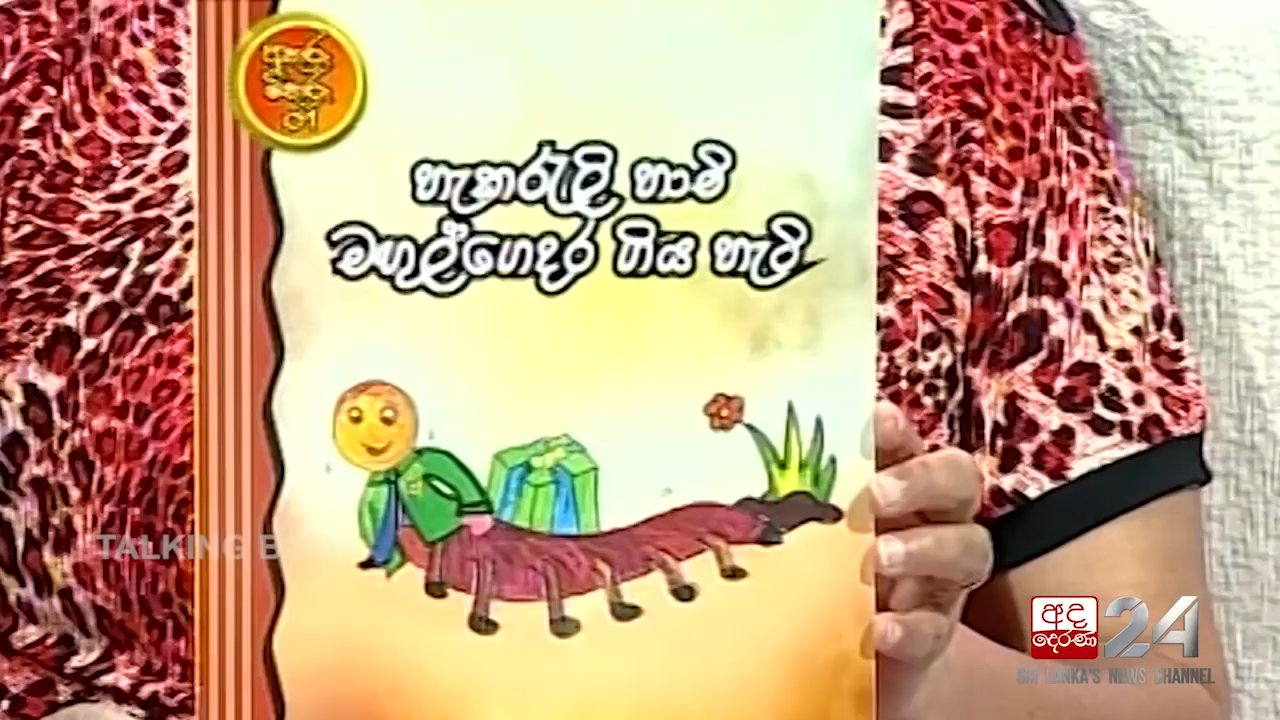 හැකරැලි හාමි
මගුල්ගෙදර ගිය හැටි
TALKING B
අද
දෙරණ 24
SRI LANKA'S NEWS CHANNEL